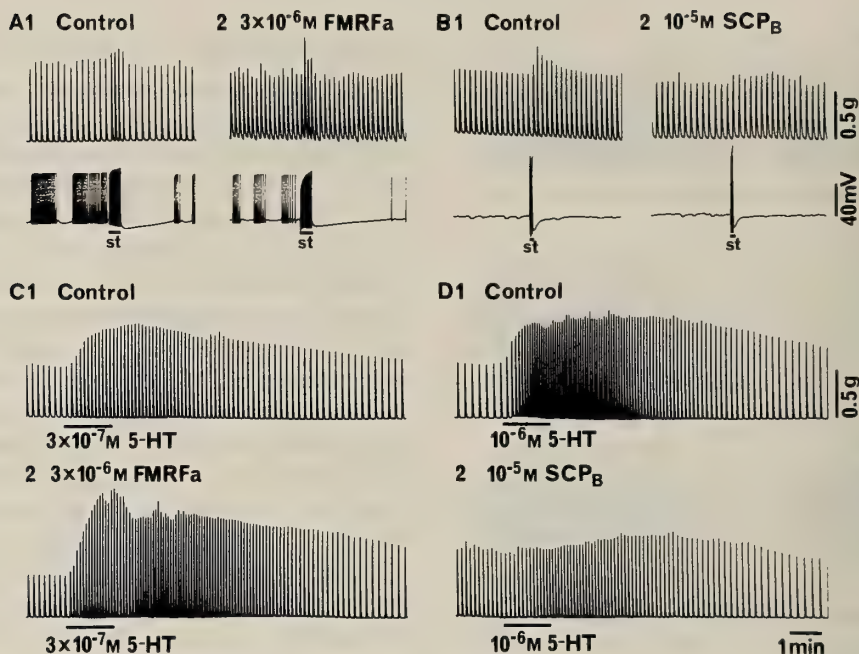 A1 Control
2 3×10⁻⁶M FMRFa
B1 Control
2 10⁻⁵M SCP_B
0.5g
40mV
st
st
st
st
C1 Control
D1 Control
0.5g
3×10⁻⁷M 5-HT
10⁻⁶M 5-HT
2 3×10⁻⁶M FMRFa
2 10⁻⁵M SCP_B
3×10⁻⁷M 5-HT
10⁻⁶M 5-HT
1min